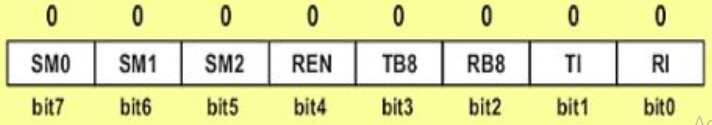 0 0 0 0 0 0 0 0
SM0 SM1 SM2 REN TB8 RB8 TI RI
bit7 bit6 bit5 bit4 bit3 bit2 bit1 bit0